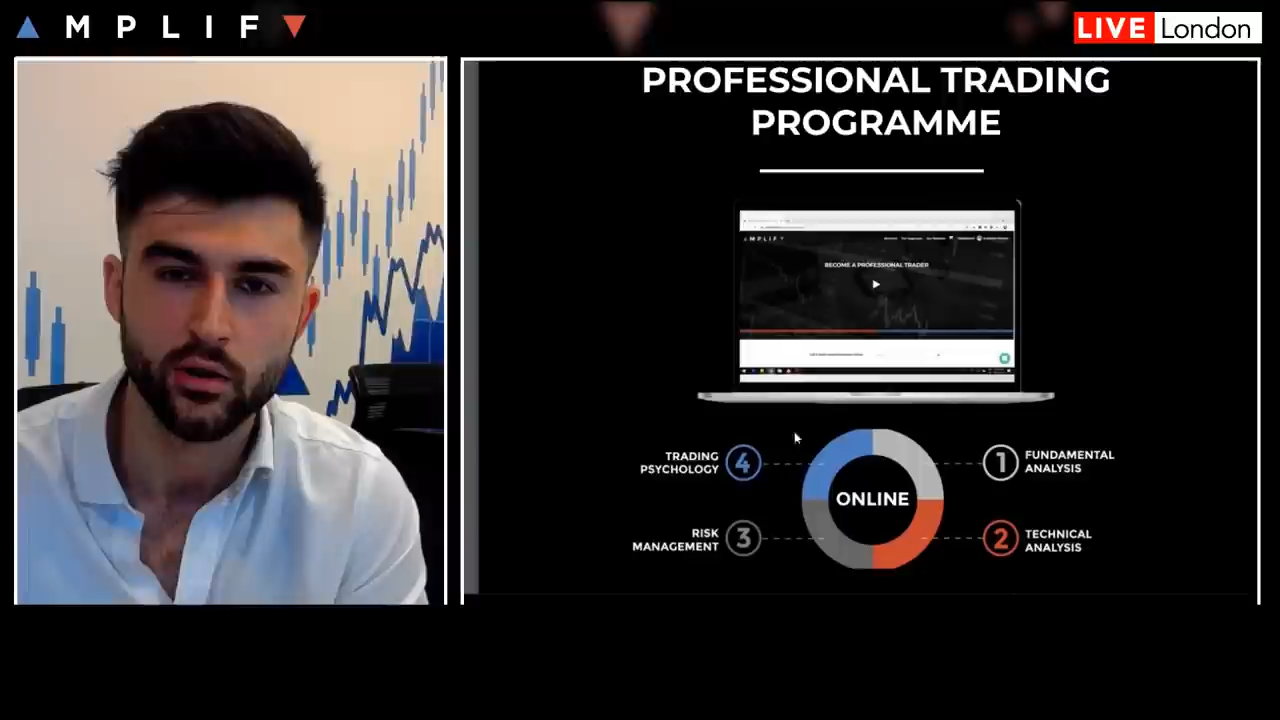 ▲ M P L I F ▼
LIVE London
PROFESSIONAL TRADING
PROGRAMME
BECOME A PROFESSIONAL TRADER
TRADING
PSYCHOLOGY 4
1 FUNDAMENTAL
ANALYSIS
ONLINE
RISK
MANAGEMENT 3
2 TECHNICAL
ANALYSIS